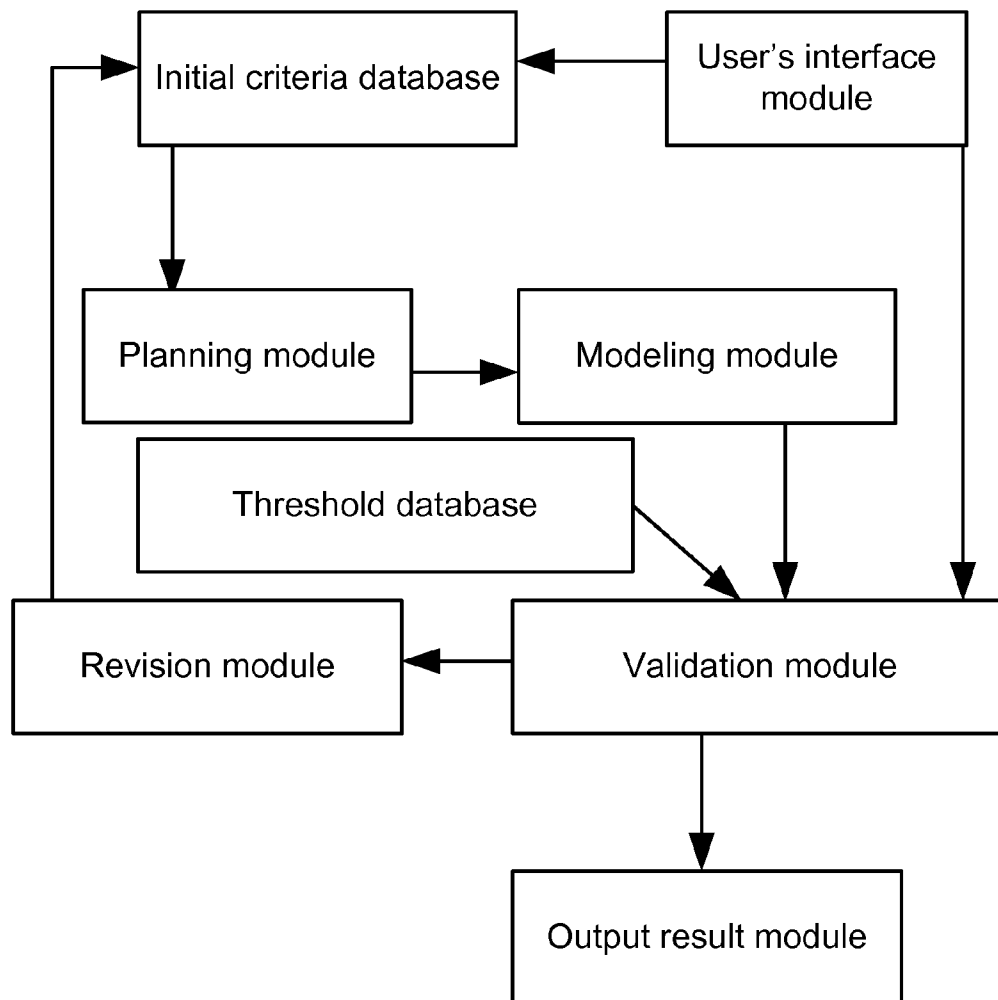 Initial criteria database
User's interface
module
Planning module
Modeling module
Threshold database
Revision module
Validation module
Output result module